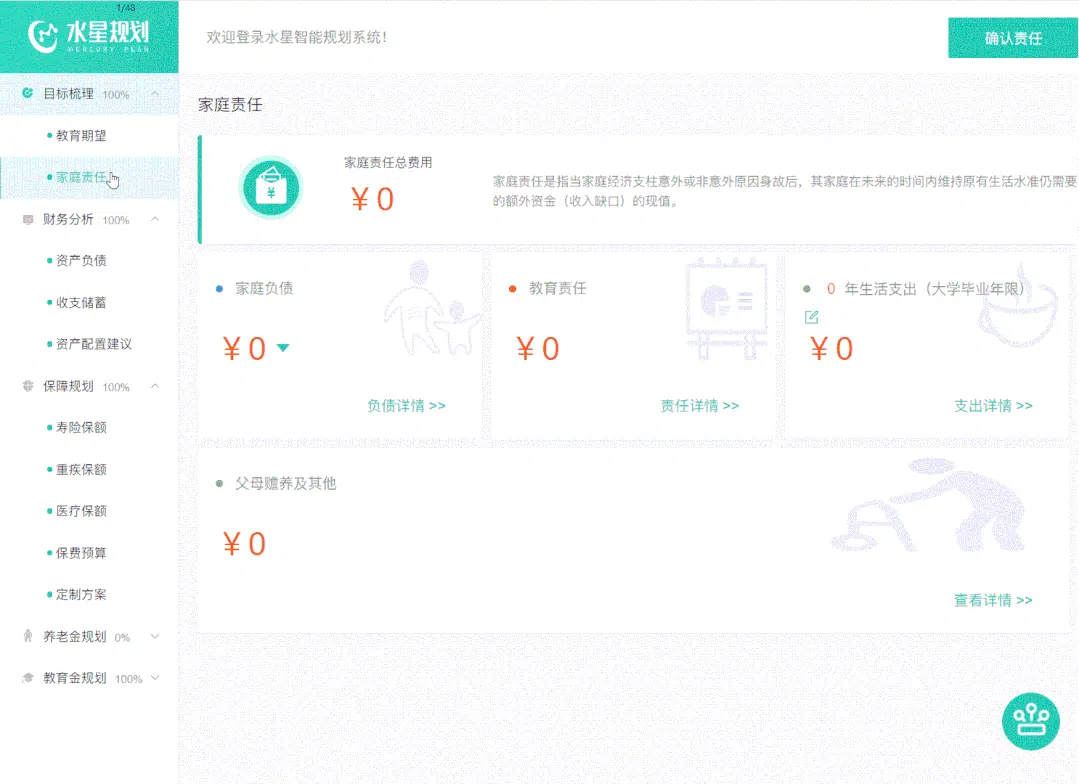 1/43
水星规划
MERCURY PLAN
欢迎登录水星智能规划系统！
确认责任
目标梳理 100%
教育期望
家庭责任
财务分析 100%
资产负债
收支储蓄
资产配置建议
保障规划 100%
寿险保额
重疾保额
医疗保额
保费预算
定制方案
养老金规划 0%
教育金规划 100%
家庭责任
家庭责任总费用
¥ 0
家庭责任是指当家庭经济支柱意外或非意外原因身故后，其家庭在未来的时间内维持原有生活水准仍需要
的额外资金（收入缺口）的现值。
家庭负债
¥ 0
负债详情 >>
教育责任
¥ 0
责任详情 >>
0 年生活支出（大学毕业年限）
¥ 0
支出详情 >>
父母赡养及其他
¥ 0
查看详情 >>